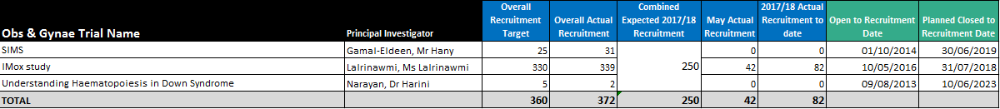 Obs & Gynae Trial Name Principal Investigator Overall Recruitment Target Overall Actual Recruitment Combined Expected 2017/18 Recruitment May Actual Recruitment 2017/18 Actual Recruitment to date Open to Recruitment Date Planned Closed to Recruitment Date
SIMS Gamal-Eldeen, Mr Hany 25 31 0 0 01/10/2014 30/06/2019
IMox study Lalrinawmi, Ms Lalrinawmi 330 339 250 42 82 10/05/2016 31/07/2018
Understanding Haematopoiesis in Down Syndrome Narayan, Dr Harini 5 2 0 0 09/08/2013 10/06/2023
TOTAL 360 372 250 42 82